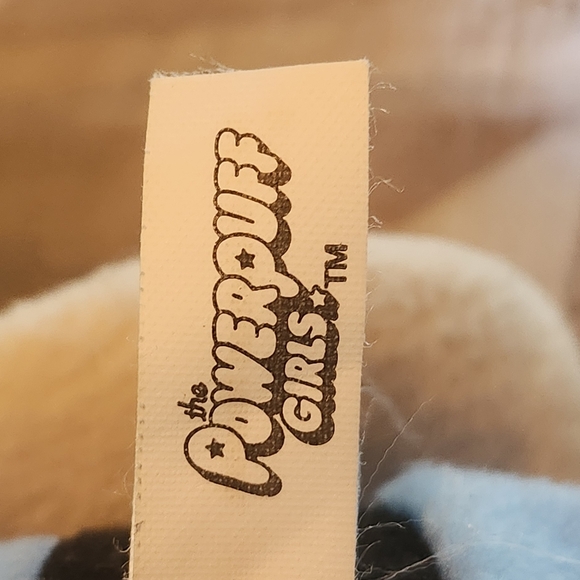 the
POWERPUFF
GIRLS TM